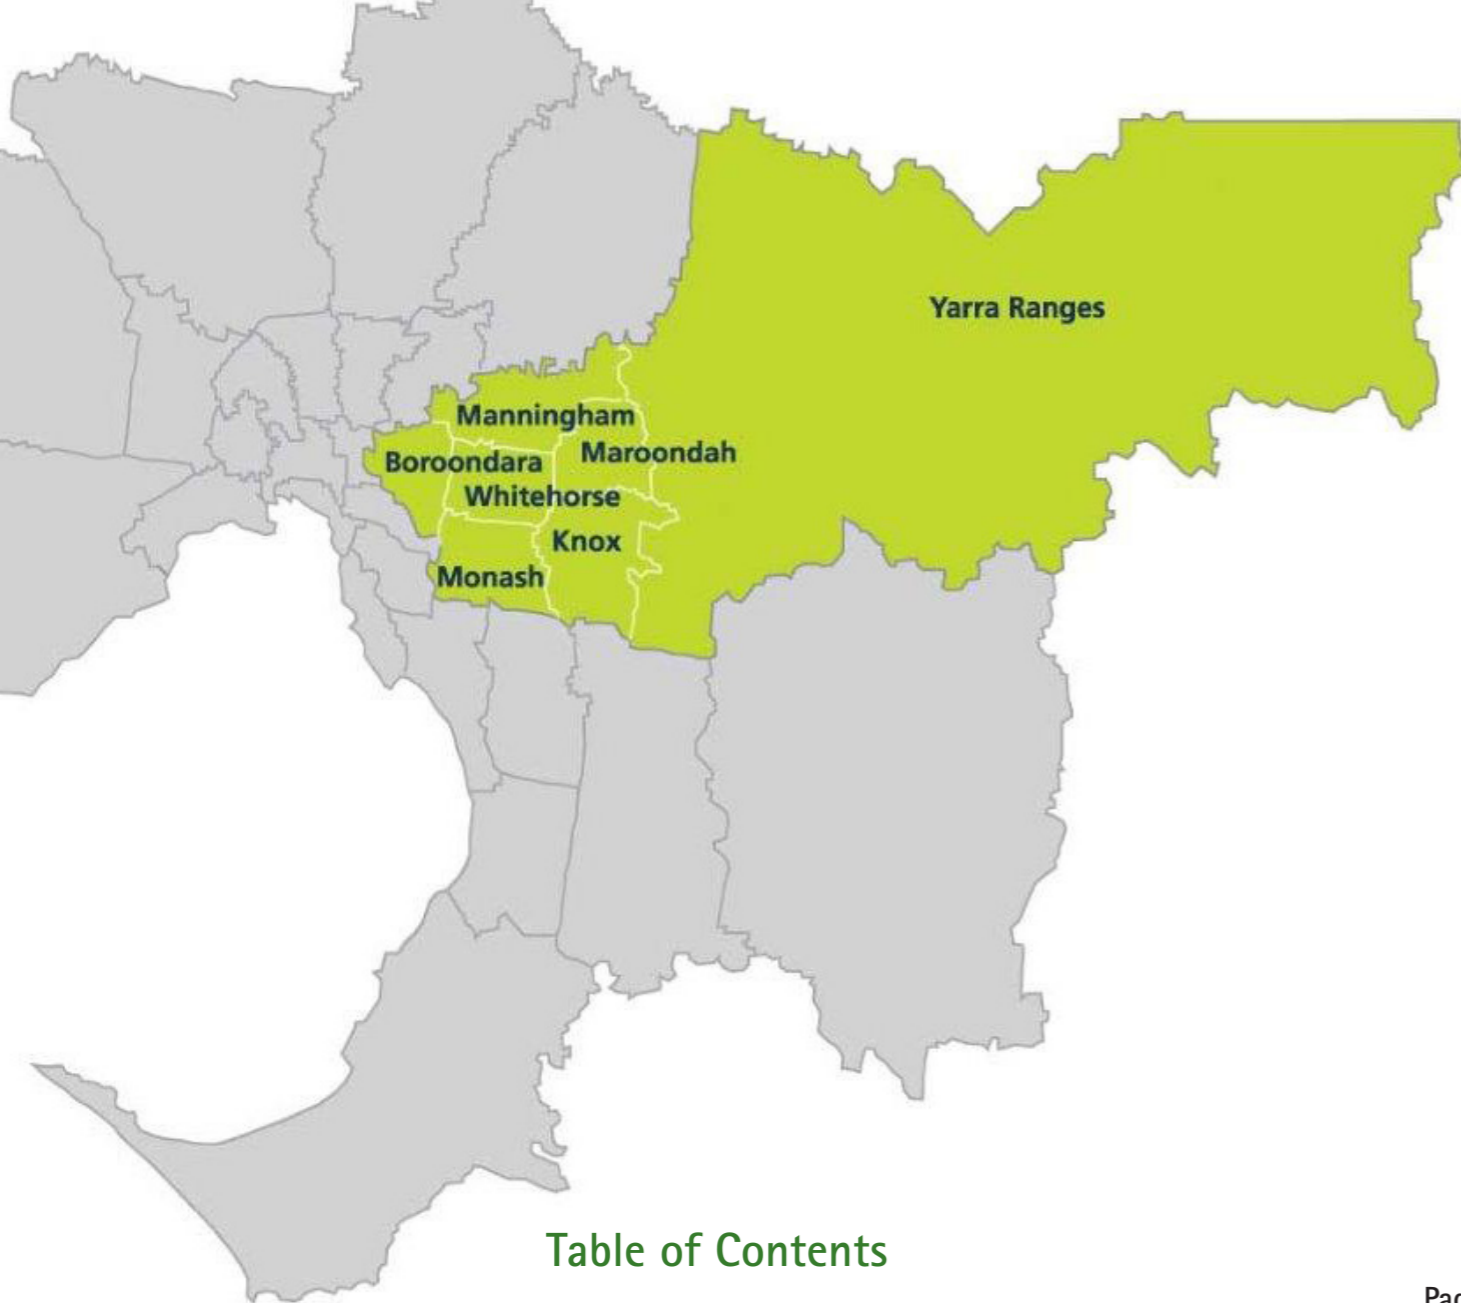 Yarra Ranges
Manningham
Maroondah
Boroondara
Whitehorse
Knox
Monash
Table of Contents